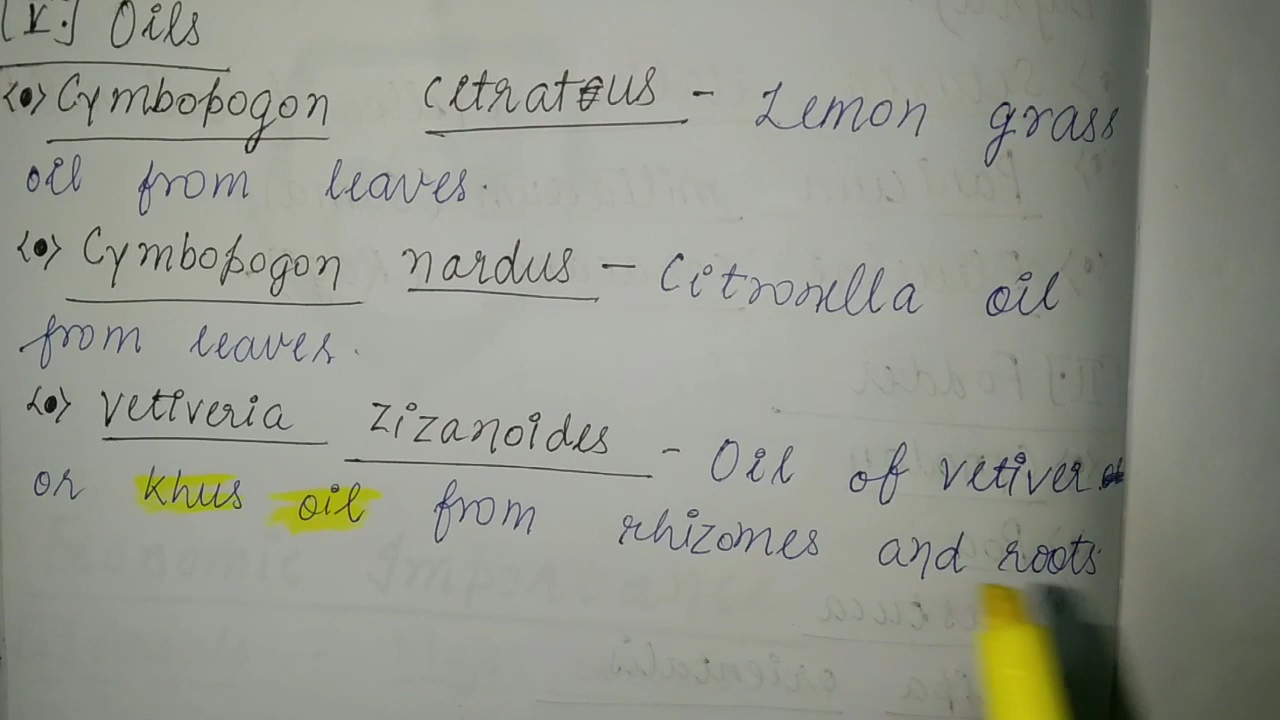 [V.] Oils
<•> Cymbopogon citratus - Lemon grass
oil from leaves.
<•> Cymbopogon nardus - Citronella oil
from leaves.
<•> Vetiveria zizanoides - Oil of vetiver
or khus oil from rhizomes and roots